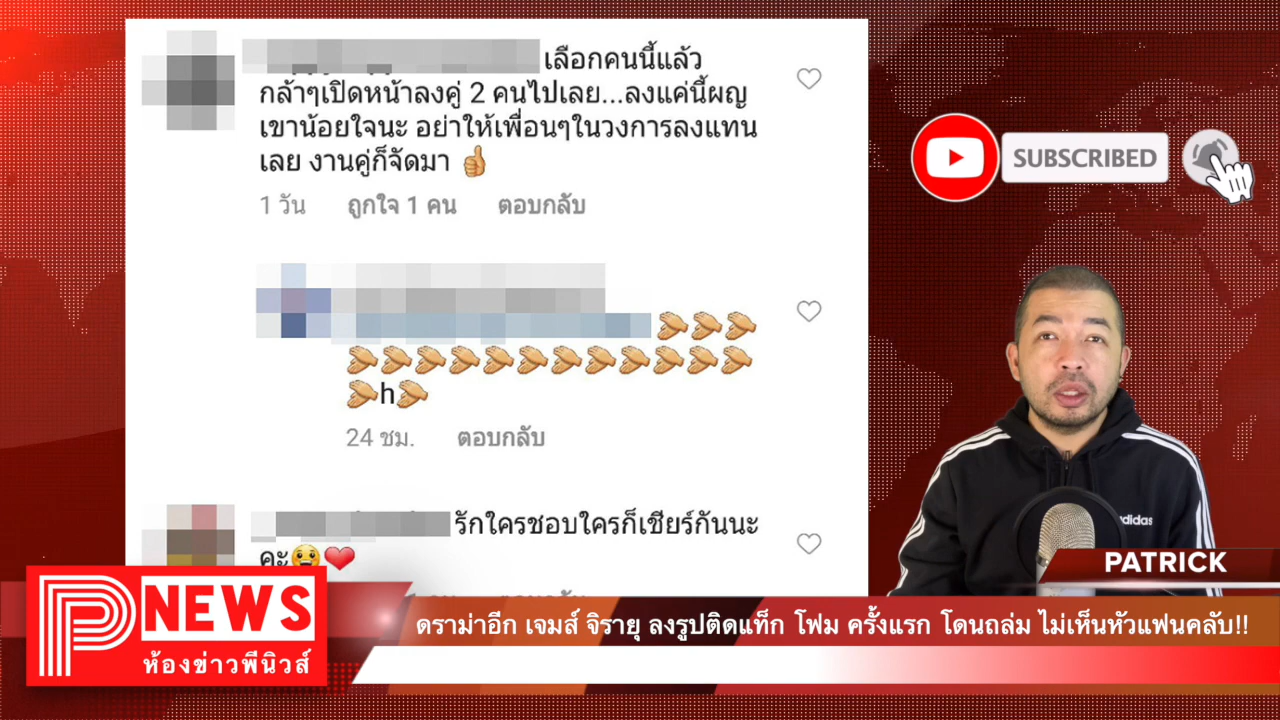 เลือกคนนี้แล้ว
กล้าๆเปิดหน้าลงคู่ 2 คนไปเลย...ลงแค่นี้ผญ
เขาน้อยใจนะ อย่าให้เพื่อนๆในวงการลงแทน
เลย งานคู่ก็จัดมา 👍
1 วัน ถูกใจ 1 คน ตอบกลับ
SUBSCRIBED
👏👏👏
👏👏👏👏👏👏👏👏👏👏👏👏
👏h👏
24 ชม. ตอบกลับ
รักใครชอบใครก็เชียร์กันนะ
คะ😲❤️
adidas
PATRICK
P NEWS
ห้องข่าวพีนิวส์
ดราม่าอีก เจมส์ จิรายุ ลงรูปติดแท็ก โฟม ครั้งแรก โดนถล่ม ไม่เห็นหัวแฟนคลับ!!